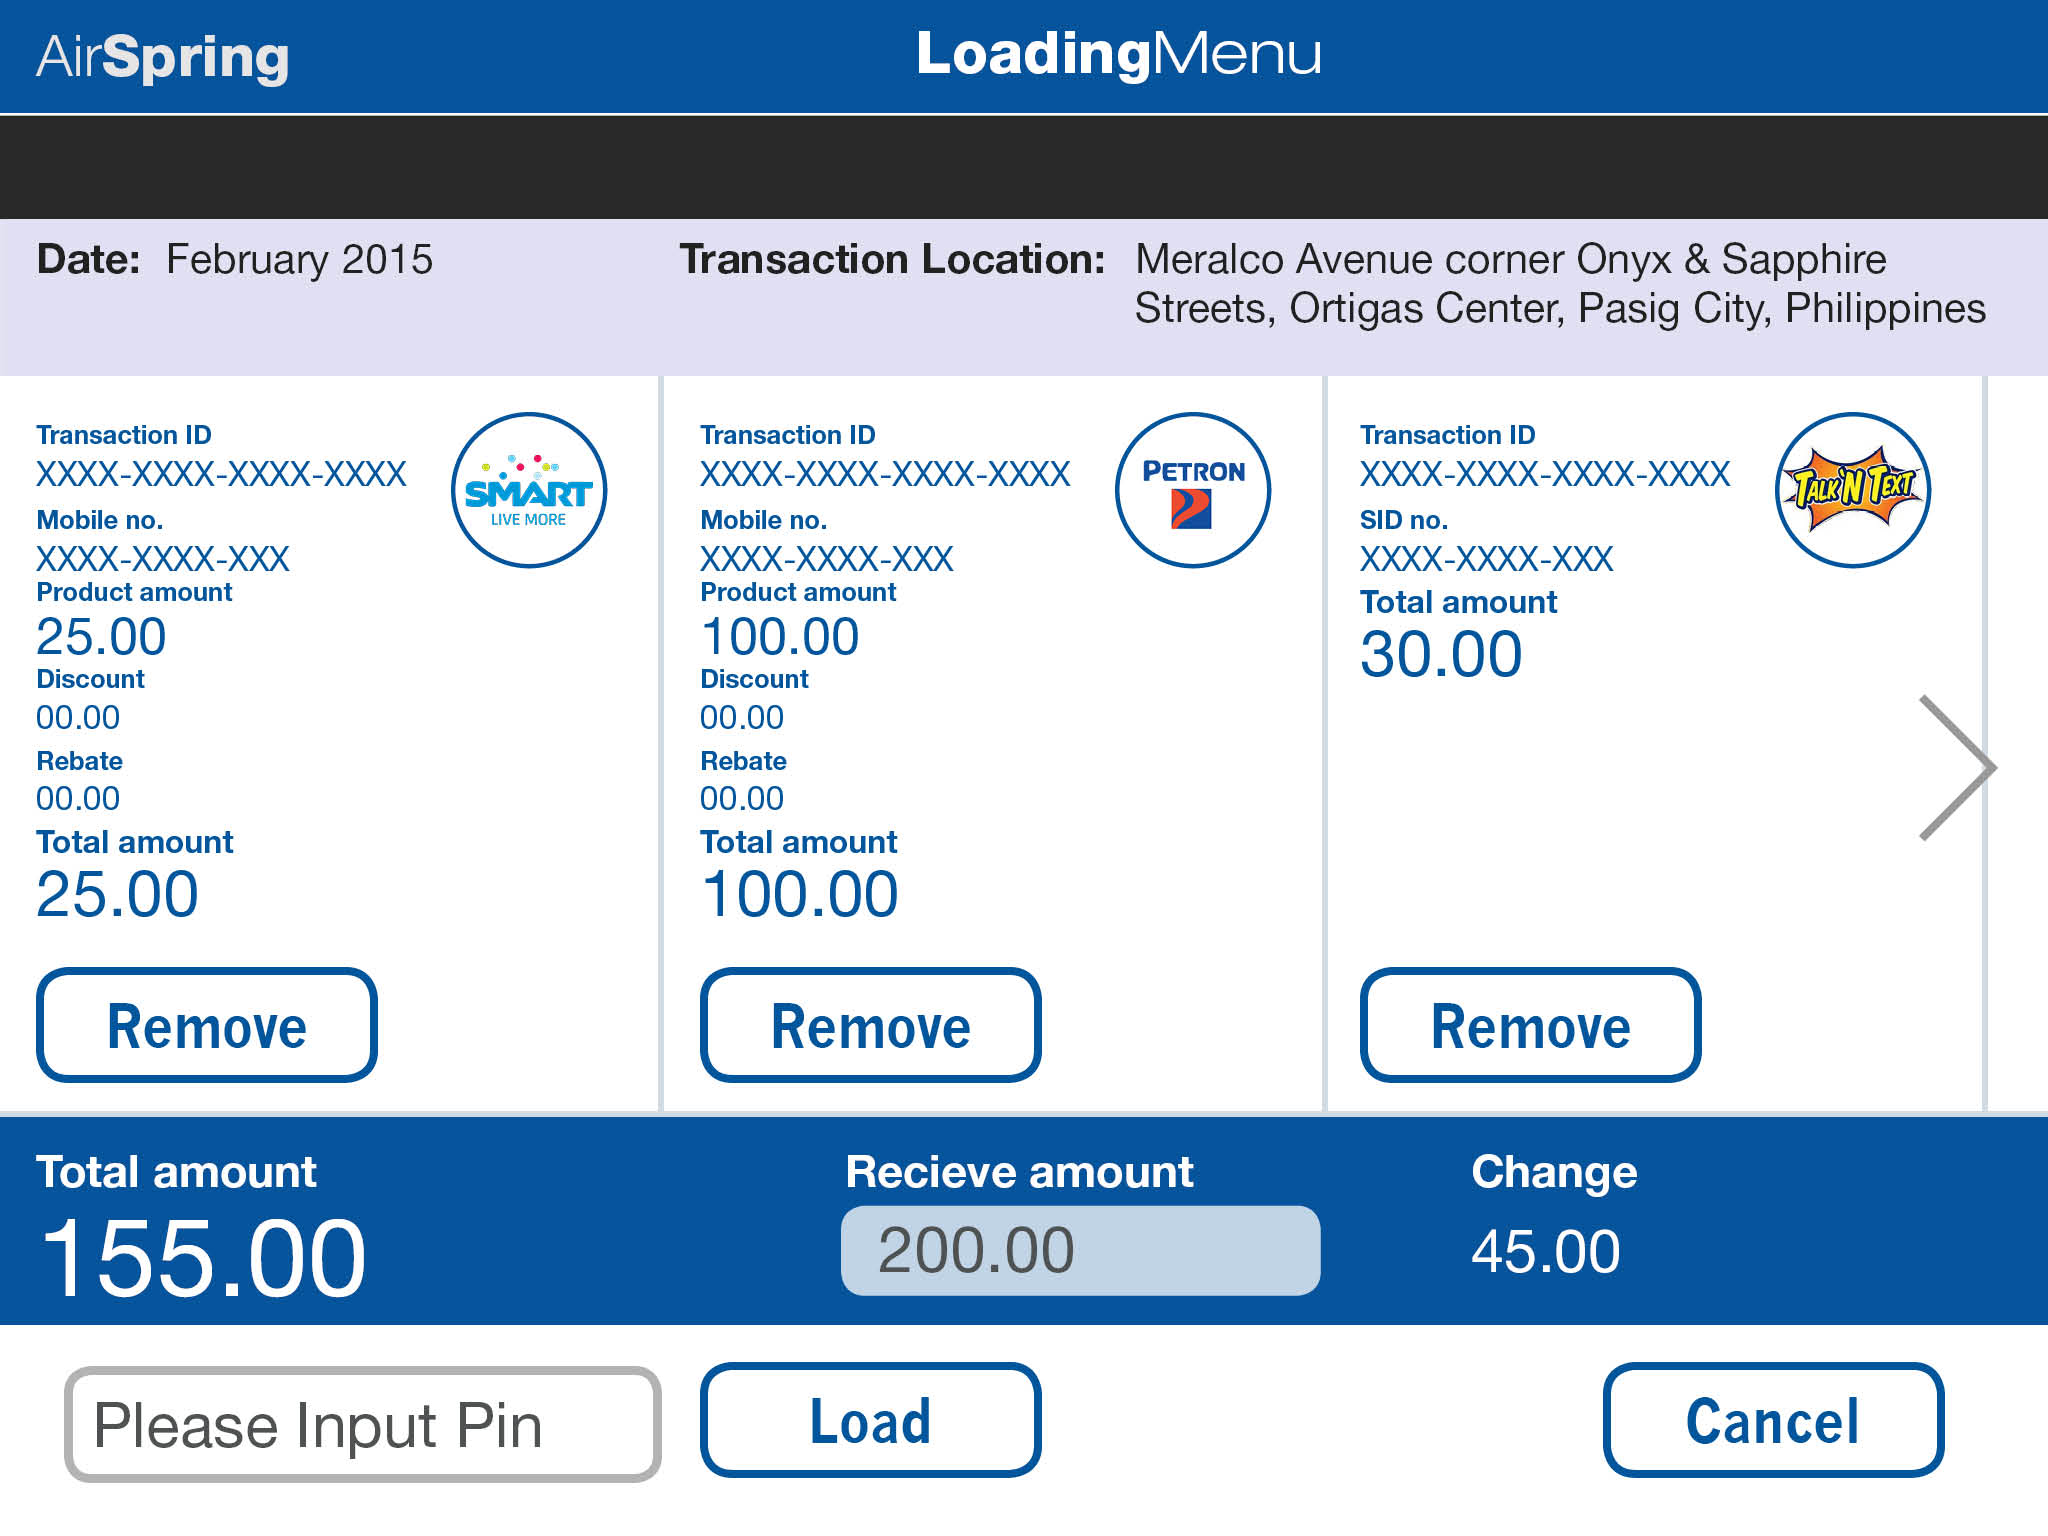 AirSpring
LoadingMenu
Date: February 2015
Transaction Location: Meralco Avenue corner Onyx & Sapphire
Streets, Ortigas Center, Pasig City, Philippines
Transaction ID
XXXX-XXXX-XXXX-XXXX
Mobile no.
XXXX-XXXX-XXX
Product amount
25.00
Discount
00.00
Rebate
00.00
Total amount
25.00
SMART
LIVE MORE
Remove
Transaction ID
XXXX-XXXX-XXXX-XXXX
Mobile no.
XXXX-XXXX-XXX
Product amount
100.00
Discount
00.00
Rebate
00.00
Total amount
100.00
PETRON
Remove
Transaction ID
XXXX-XXXX-XXXX-XXXX
SID no.
XXXX-XXXX-XXX
Total amount
30.00
TALK 'N TEXT
Remove
Total amount
155.00
Recieve amount
200.00
Change
45.00
Please Input Pin
Load
Cancel